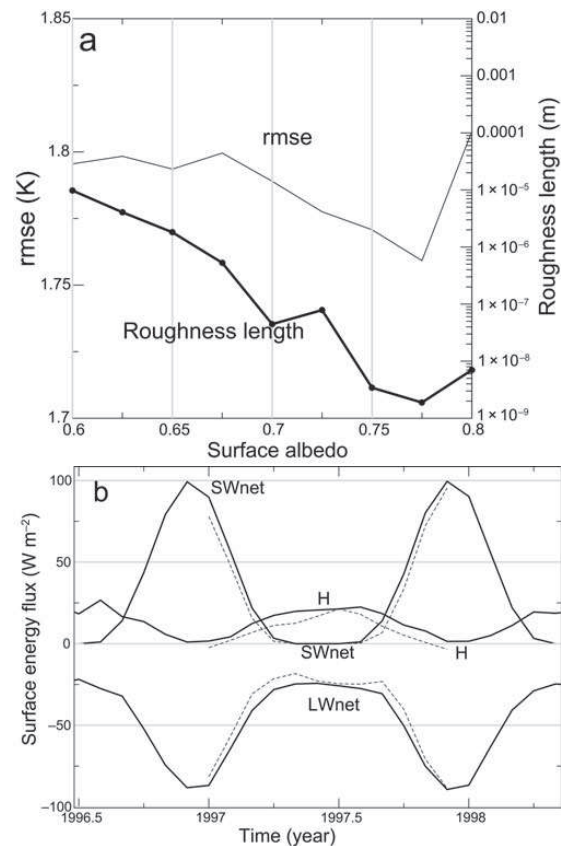 a
1.85
1.8
1.75
1.7
rmse (K)
rmse
Roughness length
0.01
0.001
0.0001
1 × 10⁻⁵
1 × 10⁻⁶
1 × 10⁻⁷
1 × 10⁻⁸
1 × 10⁻⁹
Roughness length (m)
0.6 0.65 0.7 0.75 0.8
Surface albedo
b
100
50
0
−50
−100
Surface energy flux (W m⁻²)
SWnet
H
SWnet
H
LWnet
1996.5 1997 1997.5 1998
Time (year)